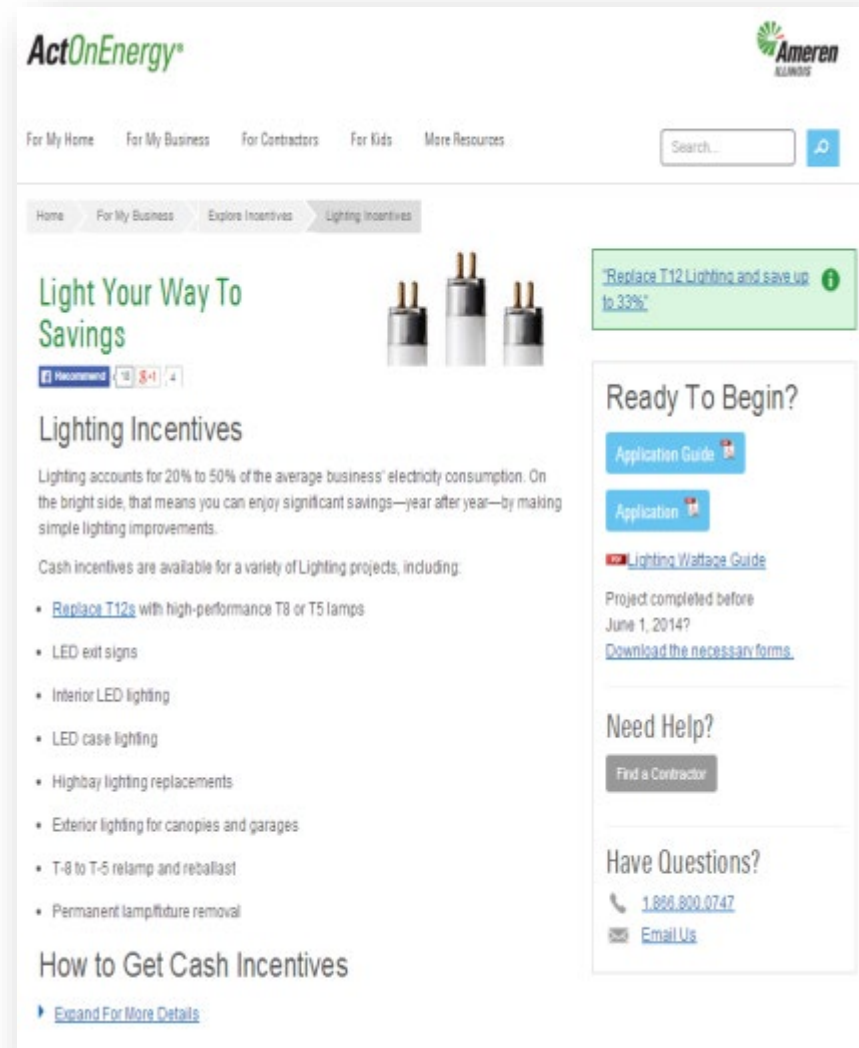 ActOnEnergy®
Ameren
ILLINOIS
For My Home For My Business For Contractors For Kids More Resources
Search...
Home For My Business Explore Incentives Lighting Incentives
Light Your Way To
Savings
Recommend 18 g+1 4
Lighting Incentives
Lighting accounts for 20% to 50% of the average business' electricity consumption. On
the bright side, that means you can enjoy significant savings—year after year—by making
simple lighting improvements.
Cash incentives are available for a variety of Lighting projects, including:
• Replace T12s with high-performance T8 or T5 lamps
• LED exit signs
• Interior LED lighting
• LED case lighting
• Highbay lighting replacements
• Exterior lighting for canopies and garages
• T-8 to T-5 relamp and reballast
• Permanent lamp/fixture removal
How to Get Cash Incentives
Expand For More Details
"Replace T12 Lighting and save up
to 33%"
Ready To Begin?
Application Guide
Application
PDF Lighting Wattage Guide
Project completed before
June 1, 2014?
Download the necessary forms.
Need Help?
Find a Contractor
Have Questions?
1.866.800.0747
Email Us